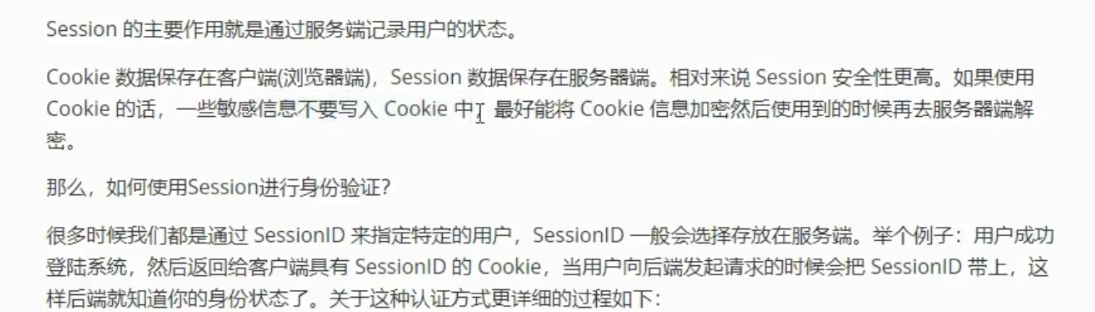 Session 的主要作用就是通过服务端记录用户的状态。
Cookie 数据保存在客户端(浏览器端)，Session 数据保存在服务器端。相对来说 Session 安全性更高。如果使用
Cookie 的话，一些敏感信息不要写入 Cookie 中，最好能将 Cookie 信息加密然后使用到的时候再去服务器端解
密。
那么，如何使用Session进行身份验证？
很多时候我们都是通过 SessionID 来指定特定的用户，SessionID 一般会选择存放在服务端。举个例子：用户成功
登陆系统，然后返回给客户端具有 SessionID 的 Cookie，当用户向后端发起请求的时候会把 SessionID 带上，这
样后端就知道你的身份状态了。关于这种认证方式更详细的过程如下：